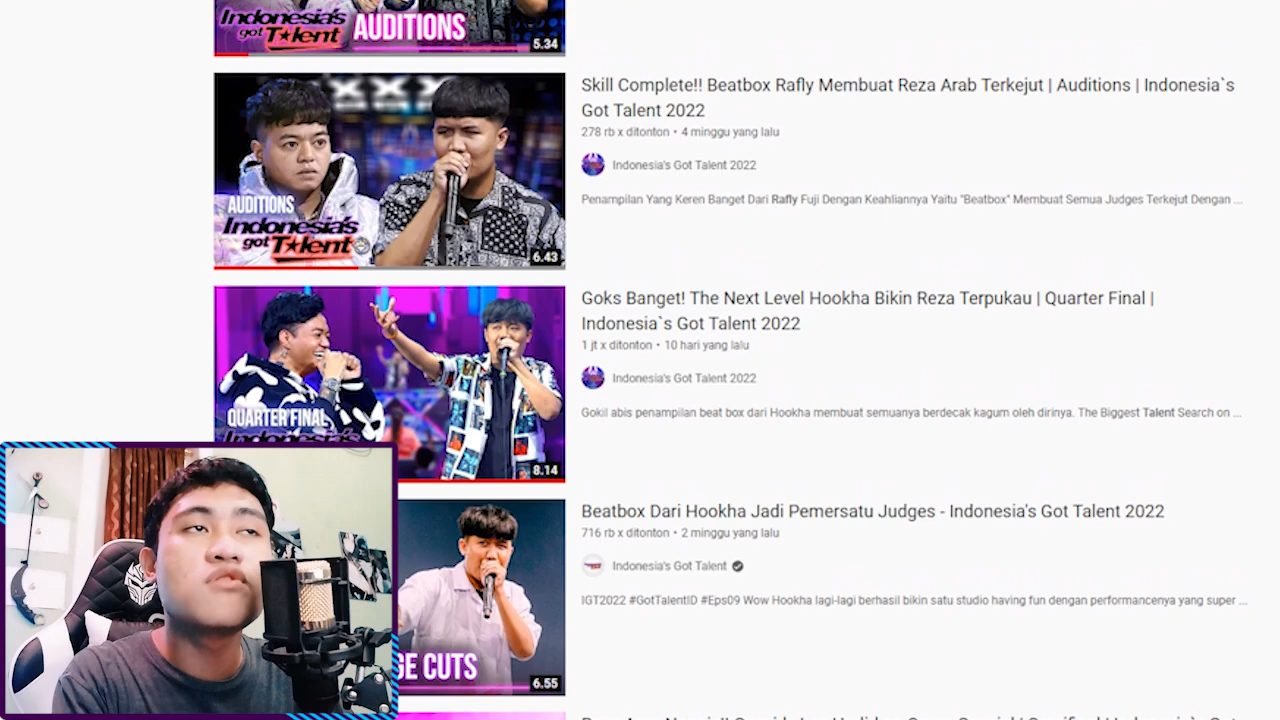 Indonesia's
got Talent
AUDITIONS
5.34
Skill Complete!! Beatbox Rafly Membuat Reza Arab Terkejut | Auditions | Indonesia`s
Got Talent 2022
278 rb x ditonton • 4 minggu yang lalu
Indonesia's Got Talent 2022
Penampilan Yang Keren Banget Dari Rafly Fuji Dengan Keahliannya Yaitu "Beatbox" Membuat Semua Judges Terkejut Dengan ...
AUDITIONS
Indonesia's
got Talent
6.43
Goks Banget! The Next Level Hookha Bikin Reza Terpukau | Quarter Final |
Indonesia`s Got Talent 2022
1 jt x ditonton • 10 hari yang lalu
Indonesia's Got Talent 2022
Gokil abis penampilan beat box dari Hookha membuat semuanya berdecak kagum oleh dirinya. The Biggest Talent Search on ...
QUARTER FINAL
Indonesia's
8.14
Beatbox Dari Hookha Jadi Pemersatu Judges - Indonesia's Got Talent 2022
716 rb x ditonton • 2 minggu yang lalu
Indonesia's Got Talent
IGT2022 #GotTalentID #Eps09 Wow Hookha lagi-lagi berhasil bikin satu studio having fun dengan performancenya yang super ...
GE CUTS
6.55